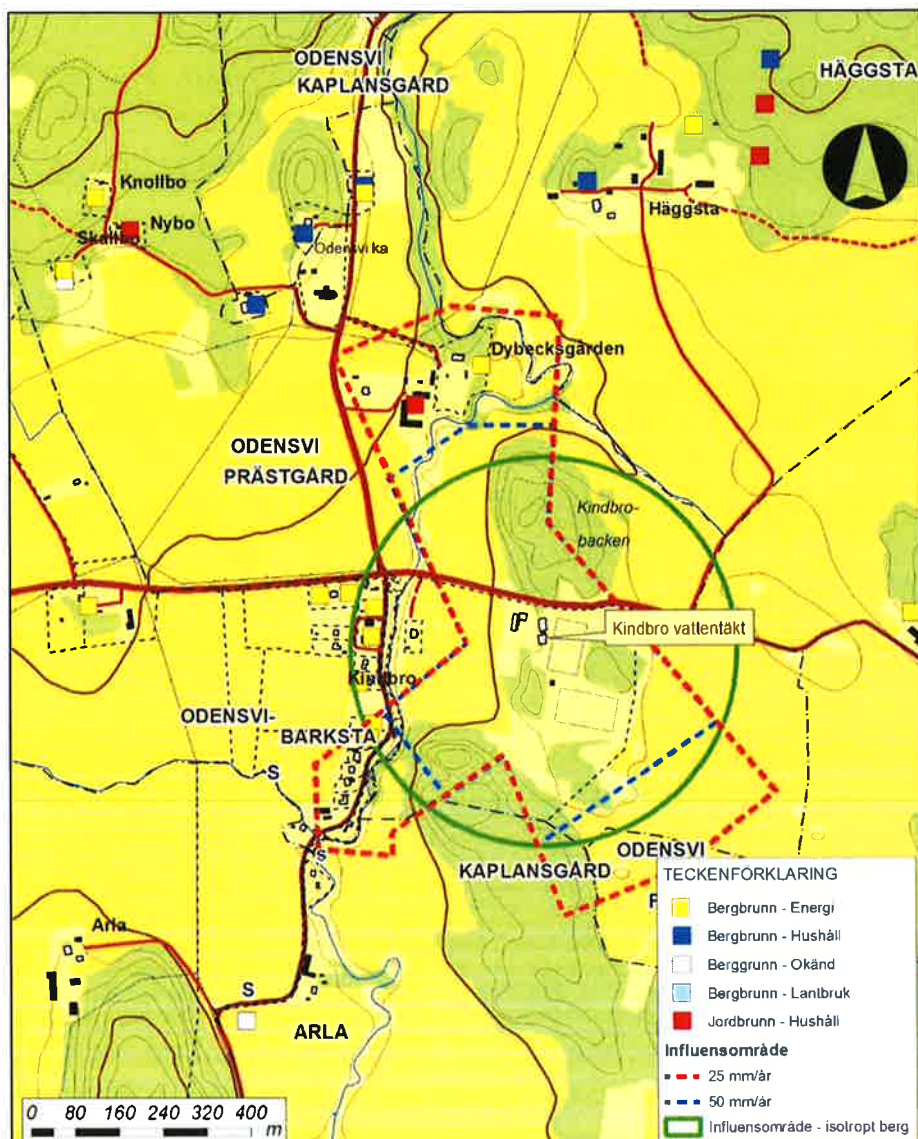 ODENSVI
KAPLANSGÅRD
HÄGGSTA
Knollbo
Nybo
Skallbo
Odensvi ka
Häggsta
Dybecksgården
ODENSVI
PRÄSTGÅRD
Kindbro-
backen
Kindbro vattentäkt
D
Kindbro
ODENSVI-
BARKSTA
S
S
KAPLANSGÅRD
ODENSVI
Arla
S
ARLA
TECKENFÖRKLARING
Bergbrunn - Energi
Bergbrunn - Hushåll
Berggrunn - Okänd
Bergbrunn - Lantbruk
Jordbrunn - Hushåll
Influensområde
25 mm/år
50 mm/år
Influensområde - isotropt berg
0 80 160 240 320 400
m